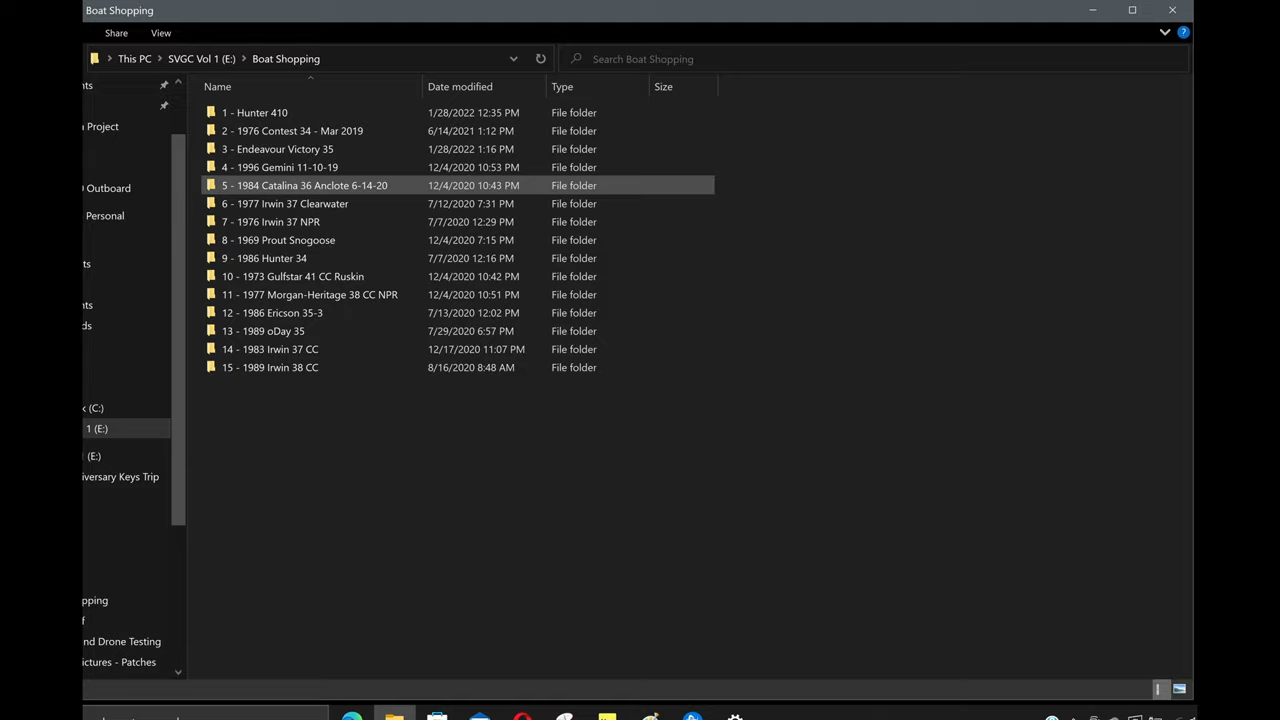 Boat Shopping
Share View
This PC SVGC Vol 1 (E:) Boat Shopping Search Boat Shopping
Name Date modified Type Size
1 - Hunter 410 1/28/2022 12:35 PM File folder
2 - 1976 Contest 34 - Mar 2019 6/14/2021 1:12 PM File folder
3 - Endeavour Victory 35 1/28/2022 1:16 PM File folder
4 - 1996 Gemini 11-10-19 12/4/2020 10:53 PM File folder
5 - 1984 Catalina 36 Anclote 6-14-20 12/4/2020 10:43 PM File folder
6 - 1977 Irwin 37 Clearwater 7/12/2020 7:31 PM File folder
7 - 1976 Irwin 37 NPR 7/7/2020 12:29 PM File folder
8 - 1969 Prout Snogoose 12/4/2020 7:15 PM File folder
9 - 1986 Hunter 34 7/7/2020 12:16 PM File folder
10 - 1973 Gulfstar 41 CC Ruskin 12/4/2020 10:42 PM File folder
11 - 1977 Morgan-Heritage 38 CC NPR 12/4/2020 10:51 PM File folder
12 - 1986 Ericson 35-3 7/13/2020 12:02 PM File folder
13 - 1989 oDay 35 7/29/2020 6:57 PM File folder
14 - 1983 Irwin 37 CC 12/17/2020 11:07 PM File folder
15 - 1989 Irwin 38 CC 8/16/2020 8:48 AM File folder
nts
a Project
0 Outboard
Personal
ts
nts
ds
k (C:)
1 (E:)
(E:)
iversary Keys Trip
pping
f
nd Drone Testing
ictures - Patches